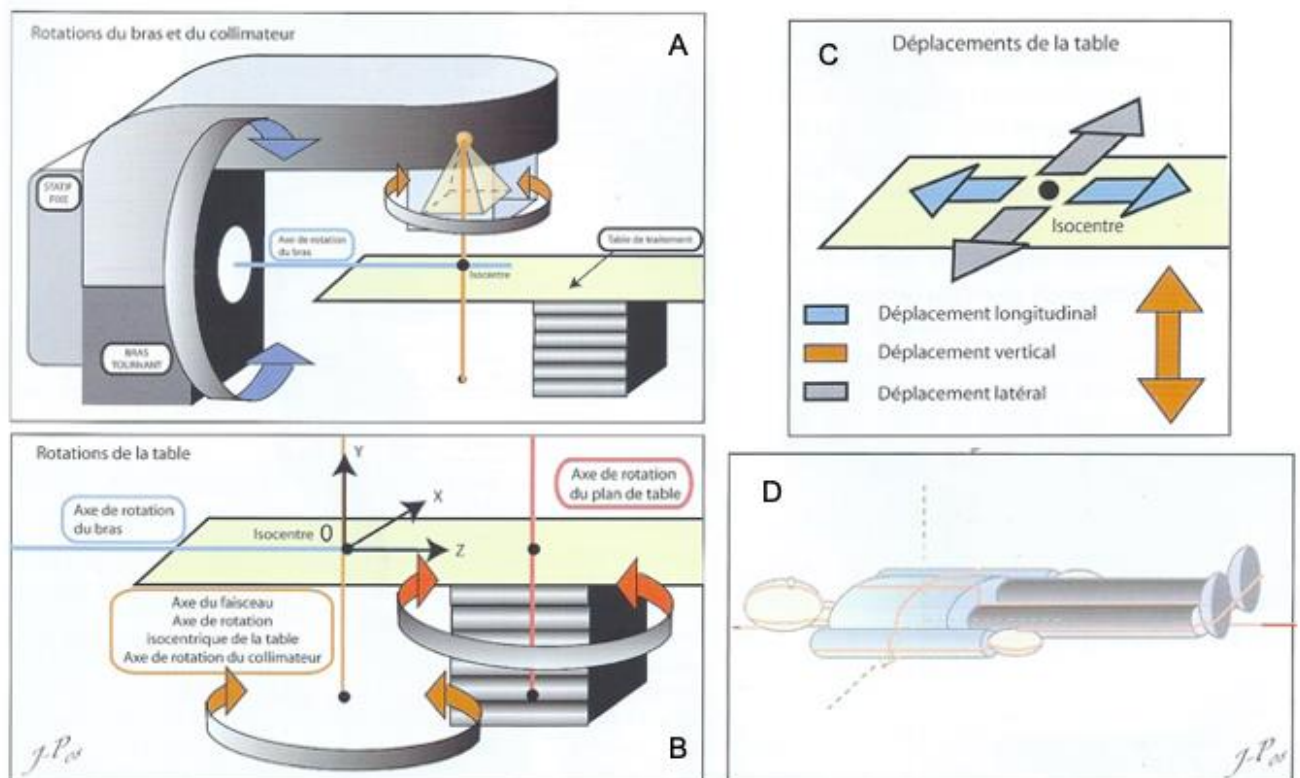 Rotations du bras et du collimateur
A
STATIF
FIXE
Axe de rotation
du bras
Table de traitement
Isocentre
BRAS
TOURNANT
C
Déplacements de la table
Isocentre
Déplacement longitudinal
Déplacement vertical
Déplacement latéral
Rotations de la table
Y
X
Axe de rotation
du plan de table
Axe de rotation
du bras
Isocentre 0
Z
Axe du faisceau
Axe de rotation
isocentrique de la table
Axe de rotation du collimateur
J-P 08
B
D
J-P 08